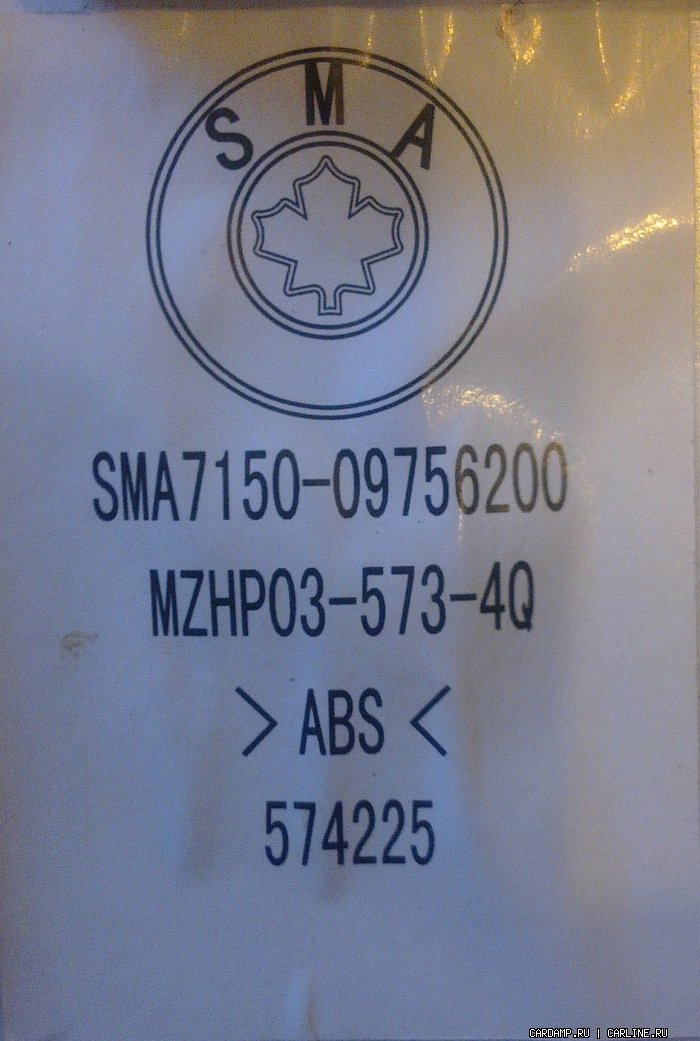 SMA
SMA7150-09756200
MZHP03-573-4Q
>ABS<
574225
CARDAMP.RU | CARLINE.RU